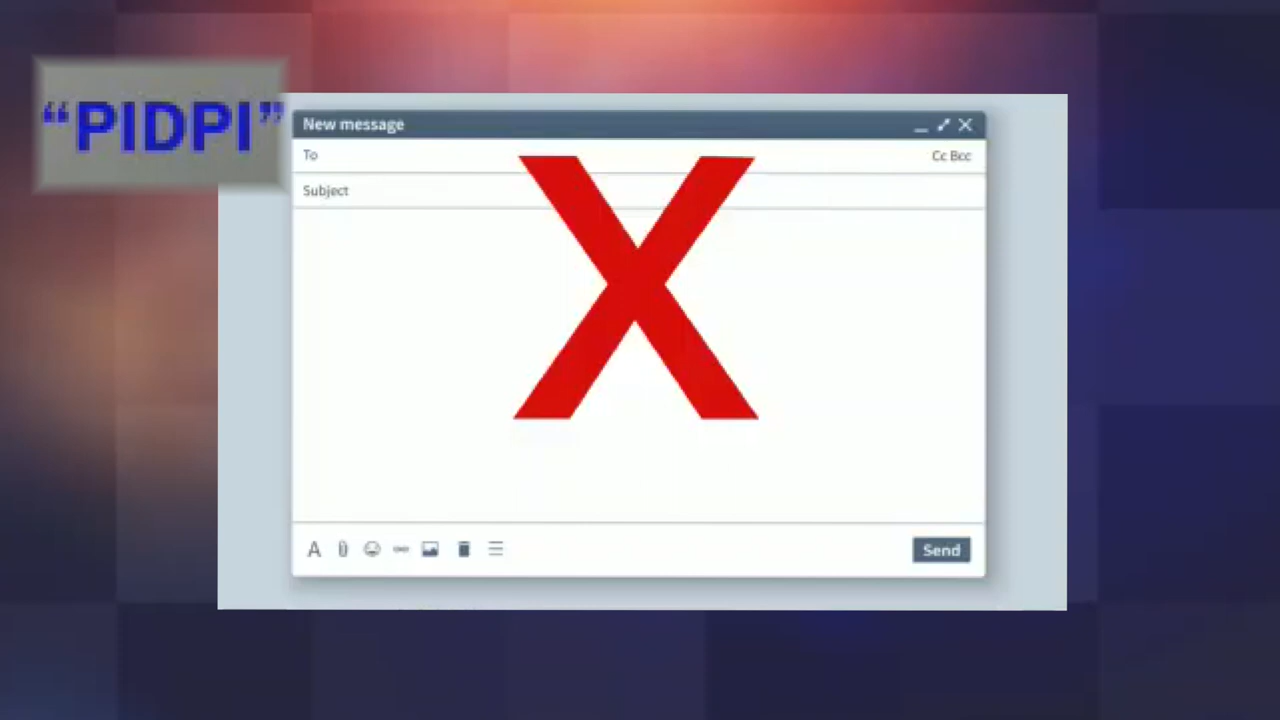 “PIDPI”
New message
To
Cc Bcc
Subject
X
A
Send